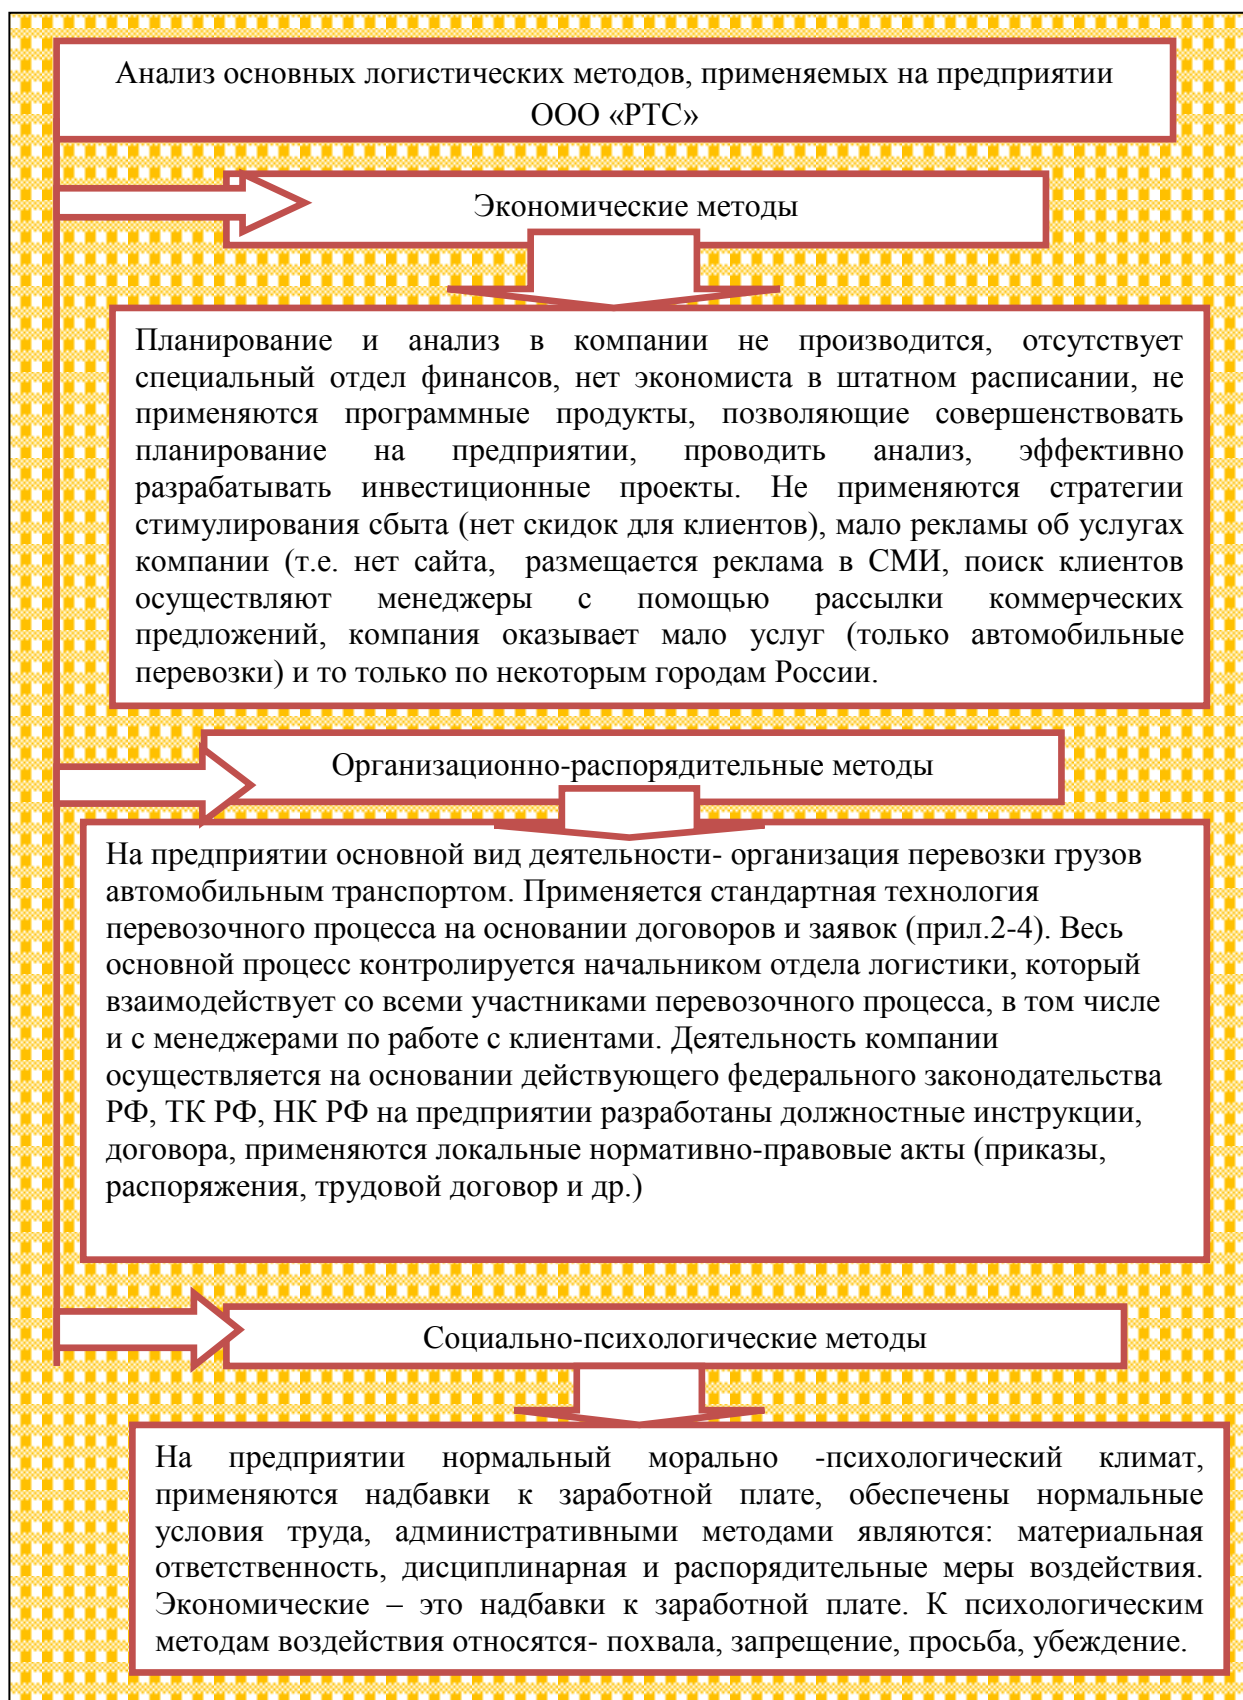 Анализ основных логистических методов, применяемых на предприятии
ООО «РТС»
Экономические методы
Планирование и анализ в компании не производится, отсутствует
специальный отдел финансов, нет экономиста в штатном расписании, не
применяются программные продукты, позволяющие совершенствовать
планирование на предприятии, проводить анализ, эффективно
разрабатывать инвестиционные проекты. Не применяются стратегии
стимулирования сбыта (нет скидок для клиентов), мало рекламы об услугах
компании (т.е. нет сайта, размещается реклама в СМИ, поиск клиентов
осуществляют менеджеры с помощью рассылки коммерческих
предложений, компания оказывает мало услуг (только автомобильные
перевозки) и то только по некоторым городам России.
Организационно-распорядительные методы
На предприятии основной вид деятельности- организация перевозки грузов
автомобильным транспортом. Применяется стандартная технология
перевозочного процесса на основании договоров и заявок (прил.2-4). Весь
основной процесс контролируется начальником отдела логистики, который
взаимодействует со всеми участниками перевозочного процесса, в том числе
и с менеджерами по работе с клиентами. Деятельность компании
осуществляется на основании действующего федерального законодательства
РФ, ТК РФ, НК РФ на предприятии разработаны должностные инструкции,
договора, применяются локальные нормативно-правовые акты (приказы,
распоряжения, трудовой договор и др.)
Социально-психологические методы
На предприятии нормальный морально -психологический климат,
применяются надбавки к заработной плате, обеспечены нормальные
условия труда, административными методами являются: материальная
ответственность, дисциплинарная и распорядительные меры воздействия.
Экономические – это надбавки к заработной плате. К психологическим
методам воздействия относятся- похвала, запрещение, просьба, убеждение.